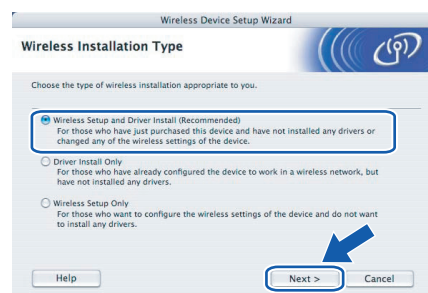 Wireless Device Setup Wizard
Wireless Installation Type
Choose the type of wireless installation appropriate to you.
Wireless Setup and Driver Install (Recommended)
For those who have just purchased this device and have not installed any drivers or
changed any of the wireless settings of the device.
Driver Install Only
For those who have already configured the device to work in a wireless network, but
have not installed any drivers.
Wireless Setup Only
For those who want to configure the wireless settings of the device and do not want
to install any drivers.
Help Next > Cancel